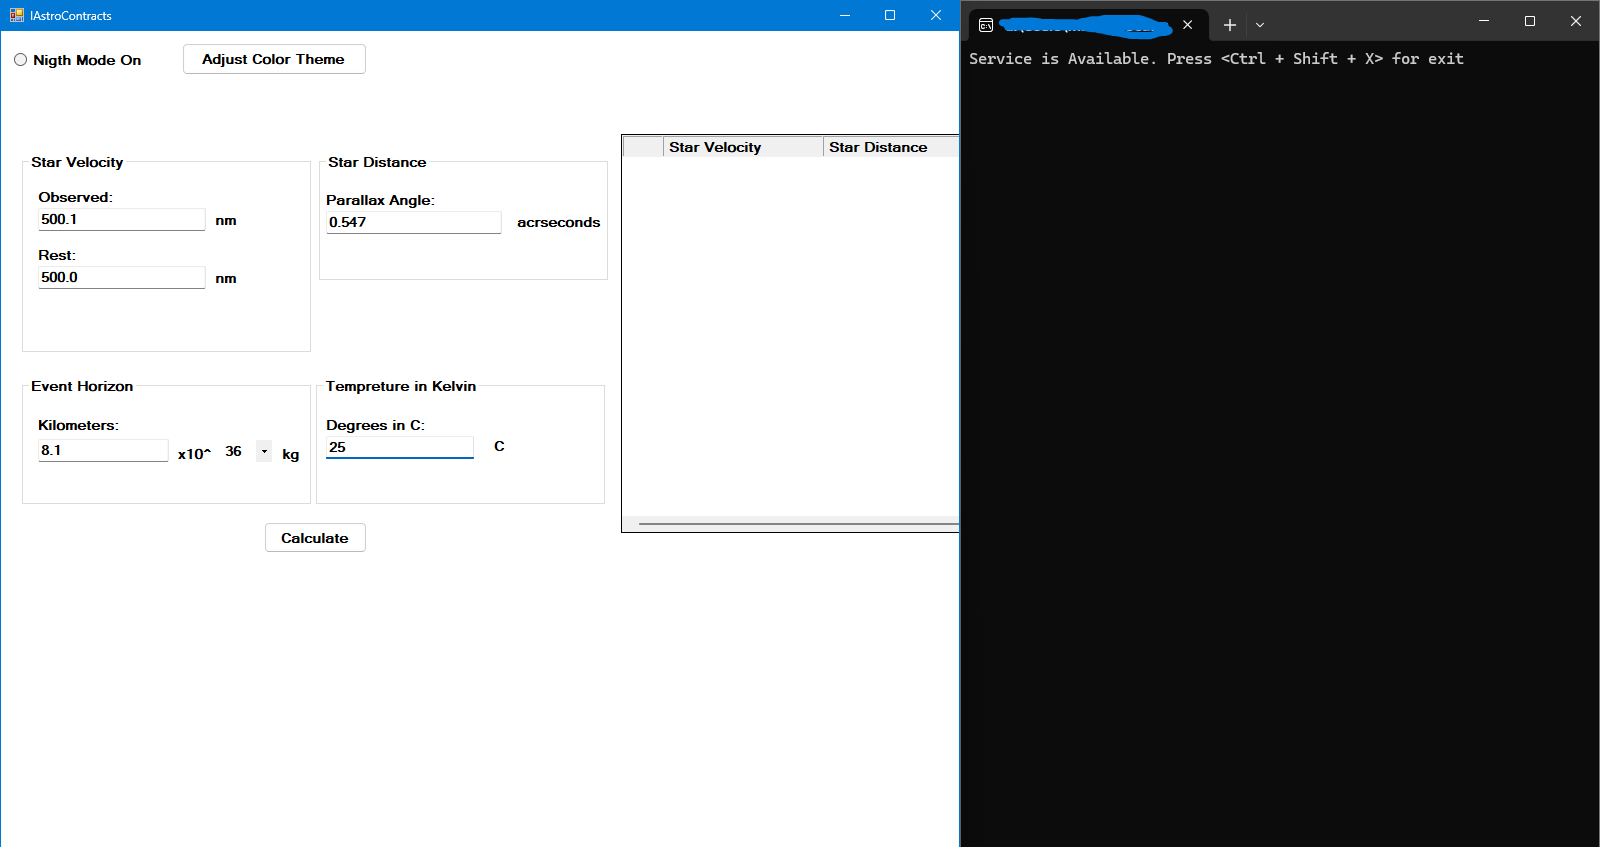 IAstroContracts
Nigth Mode On
Adjust Color Theme
Star Velocity
Observed:
500.1 nm
Rest:
500.0 nm
Star Distance
Parallax Angle:
0.547 acrseconds
Event Horizon
Kilometers:
8.1 x10^ 36 kg
Tempreture in Kelvin
Degrees in C:
25 C
Calculate
Star Velocity Star Distance
Service is Available. Press <Ctrl + Shift + X> for exit